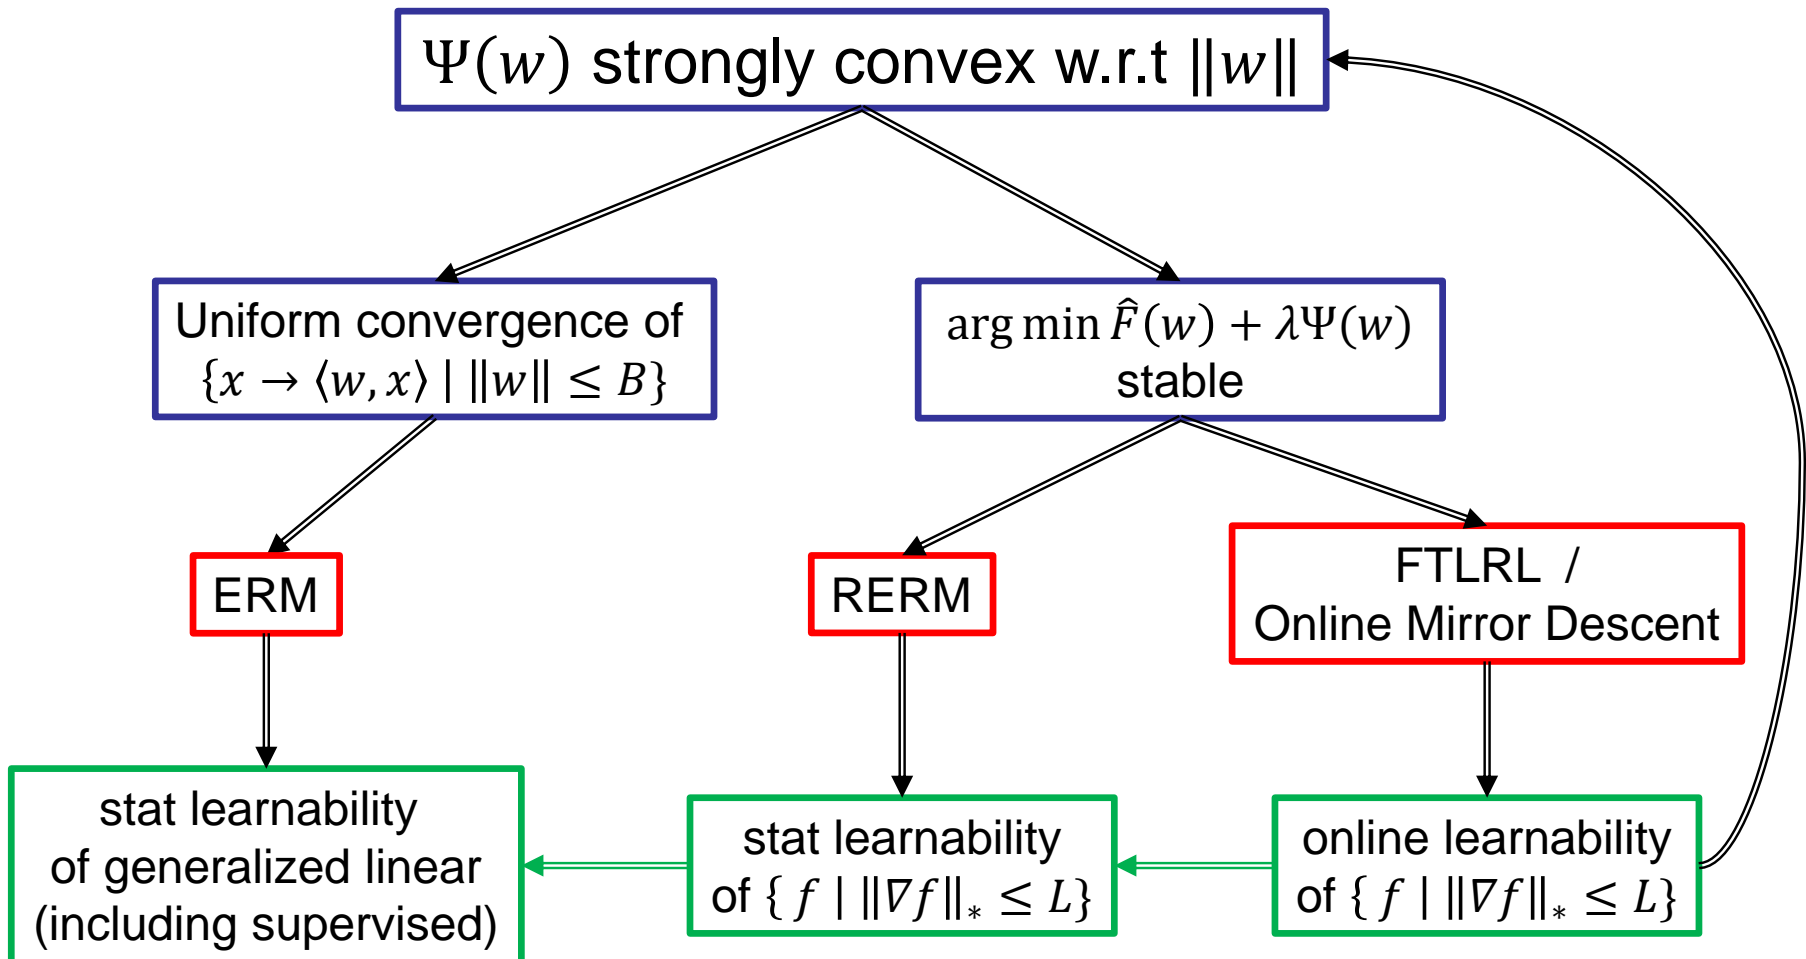 Ψ(w) strongly convex w.r.t ‖w‖
Uniform convergence of
{x → ⟨w, x⟩ | ‖w‖ ≤ B}
arg min F̂(w) + λΨ(w)
stable
ERM
RERM
FTLRL /
Online Mirror Descent
stat learnability
of generalized linear
(including supervised)
stat learnability
of { f | ‖∇f‖∗ ≤ L}
online learnability
of { f | ‖∇f‖∗ ≤ L}